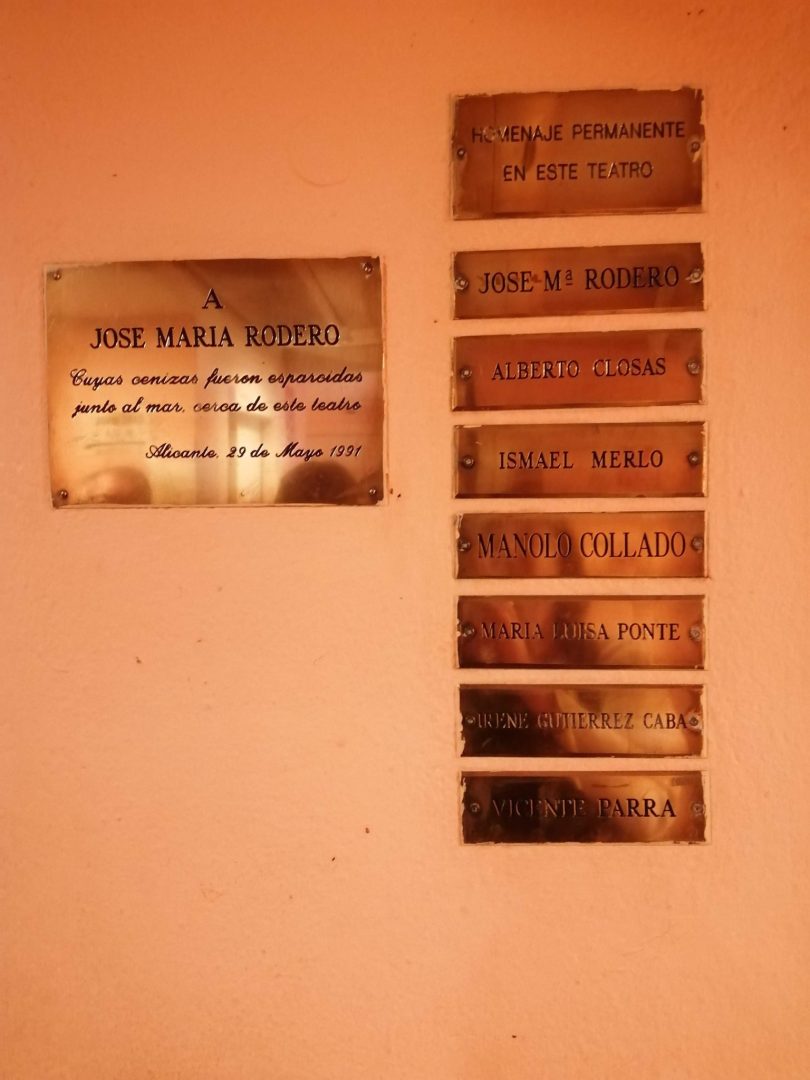 A
JOSE MARIA RODERO
Cuyas cenizas fueron esparcidas
junto al mar, cerca de este teatro
Alicante, 29 de Mayo 1991
HOMENAJE PERMANENTE
EN ESTE TEATRO
JOSE Mª RODERO
ALBERTO CLOSAS
ISMAEL MERLO
MANOLO COLLADO
MARIA LUISA PONTE
IRENE GUTIERREZ CABA
VICENTE PARRA